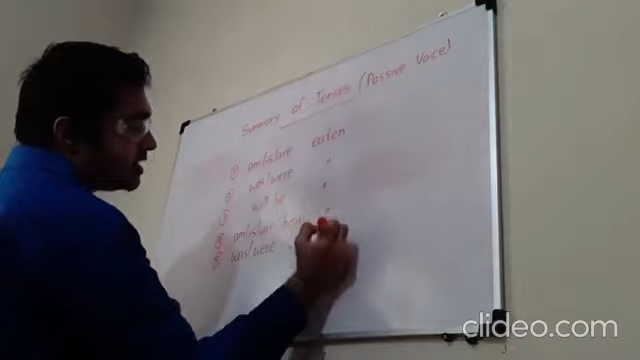 Summary of Tenses (Passive Voice)
① am/is/are eaten
② was/were "
③ will be "
④ am/is/are "
⑤ was/were
clideo.com